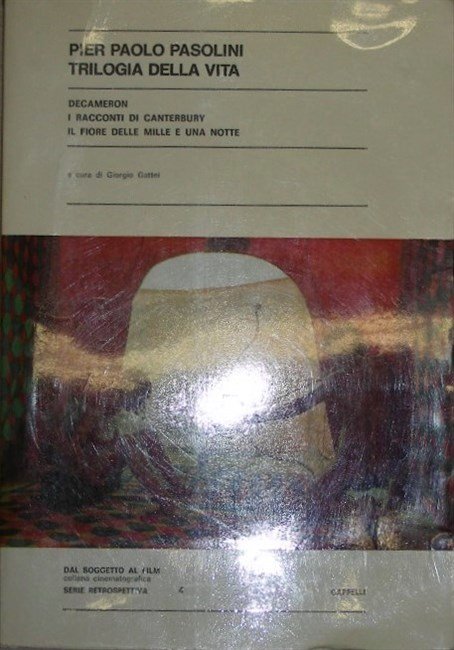 PIER PAOLO PASOLINI
TRILOGIA DELLA VITA
DECAMERON
I RACCONTI DI CANTERBURY
IL FIORE DELLE MILLE E UNA NOTTE
a cura di Giorgio Gattei
DAL SOGGETTO AL FILM
collana cinematografica
SERIE RETROSPETTIVA 4 CAPPELLI